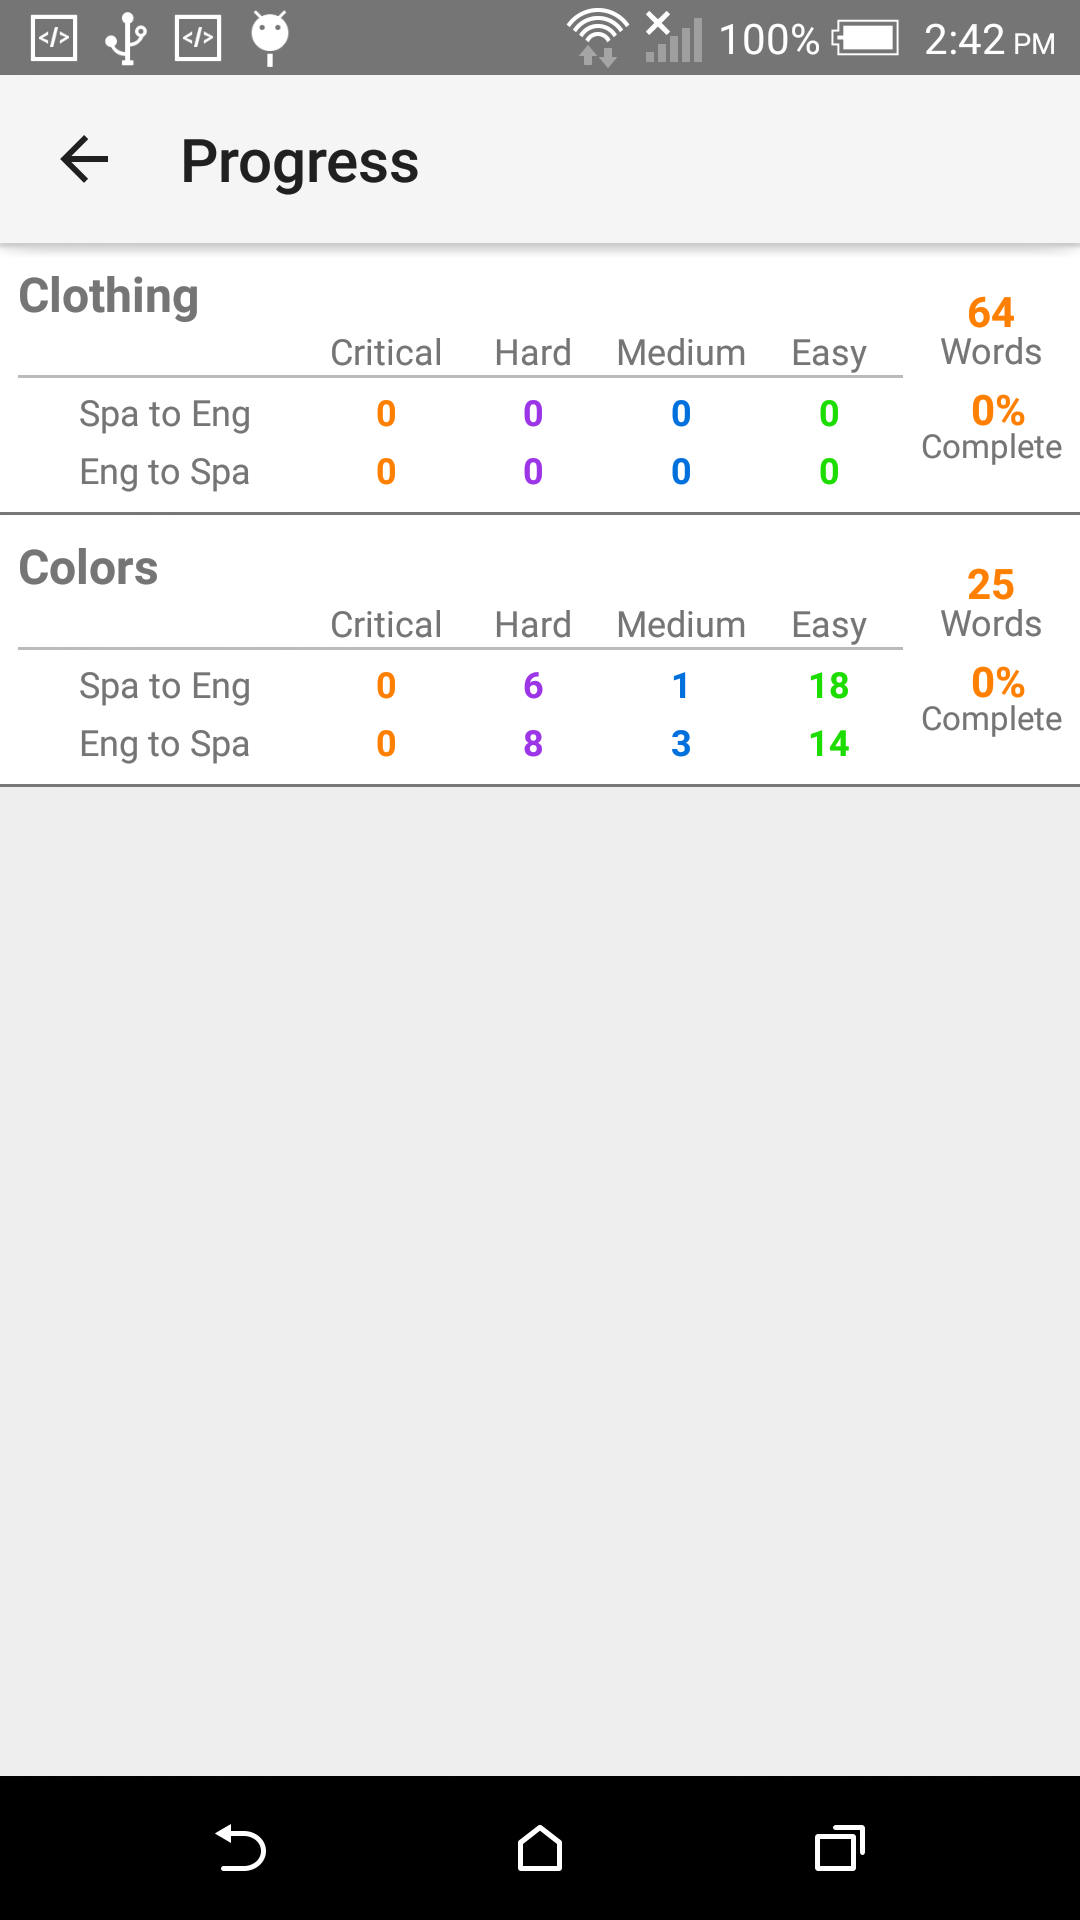 100% 2:42 PM
Progress
Clothing
64
Critical Hard Medium Easy Words
Spa to Eng 0 0 0 0 0%
Complete
Eng to Spa 0 0 0 0
Colors
25
Critical Hard Medium Easy Words
Spa to Eng 0 6 1 18 0%
Complete
Eng to Spa 0 8 3 14